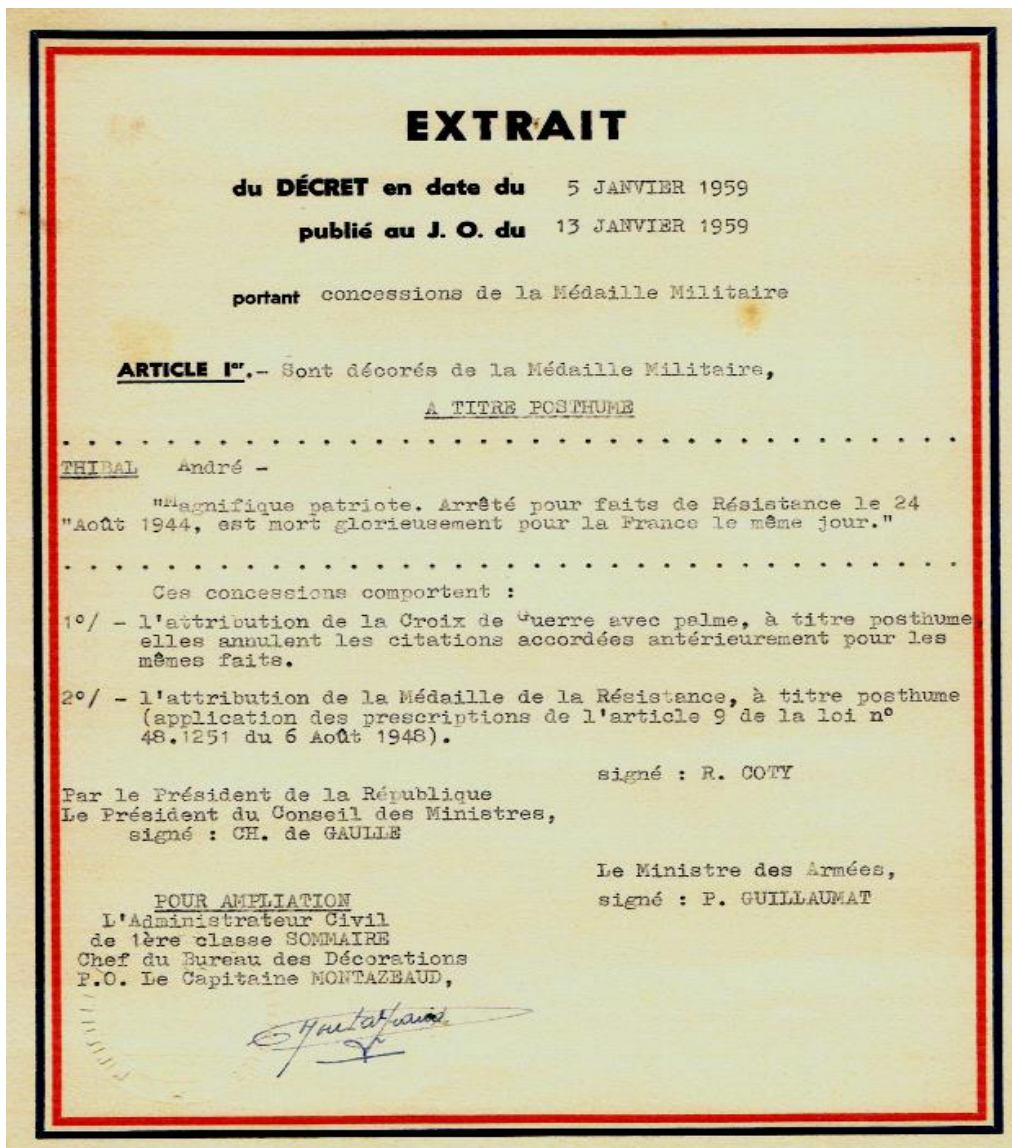 EXTRAIT
du DÉCRET en date du 5 JANVIER 1959
publié au J. O. du 13 JANVIER 1959
portant concessions de la Médaille Militaire
ARTICLE Ier.- Sont décorés de la Médaille Militaire,
A TITRE POSTHUME
THIBAL André -
"Magnifique patriote. Arrêté pour faits de Résistance le 24
"Août 1944, est mort glorieusement pour la France le même jour."
Ces concessions comportent :
1°/ - l'attribution de la Croix de Guerre avec palme, à titre posthume,
elles annulent les citations accordées antérieurement pour les
mêmes faits.
2°/ - l'attribution de la Médaille de la Résistance, à titre posthume
(application des prescriptions de l'article 9 de la loi n°
48.1251 du 6 Août 1948).
signé : R. COTY
Par le Président de la République
Le Président du Conseil des Ministres,
signé : CH. de GAULLE
Le Ministre des Armées,
signé : P. GUILLAUMAT
POUR AMPLIATION
L'Administrateur Civil
de 1ère classe SOMMAIRE
Chef du Bureau des Décorations
P.O. Le Capitaine MONTAZEAUD,